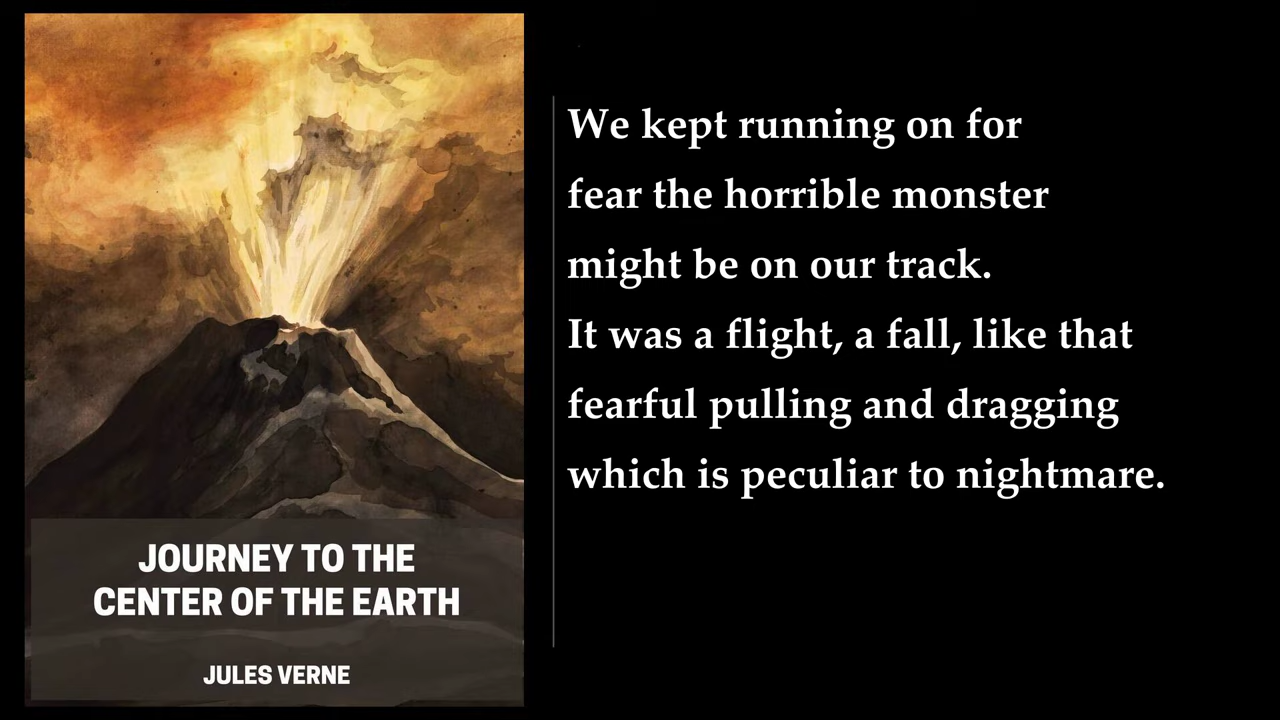 JOURNEY TO THE
CENTER OF THE EARTH
JULES VERNE
We kept running on for
fear the horrible monster
might be on our track.
It was a flight, a fall, like that
fearful pulling and dragging
which is peculiar to nightmare.